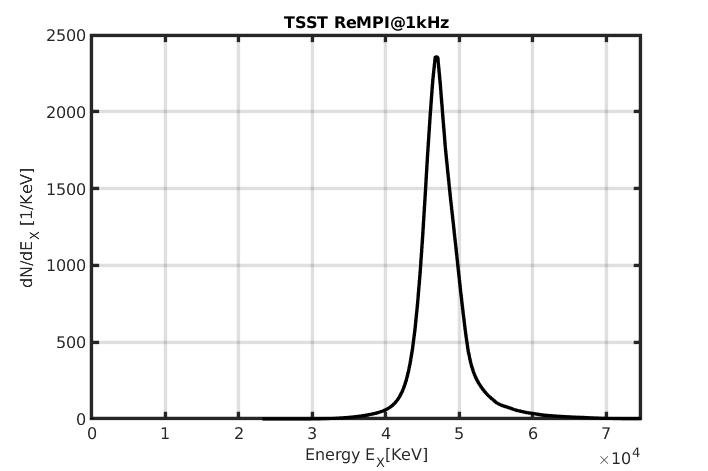 TSST ReMPI@1kHz
2500
2000
1500
1000
500
0
dN/dE_X [1/KeV]
0 1 2 3 4 5 6 7
Energy E_X[KeV]
×10^4